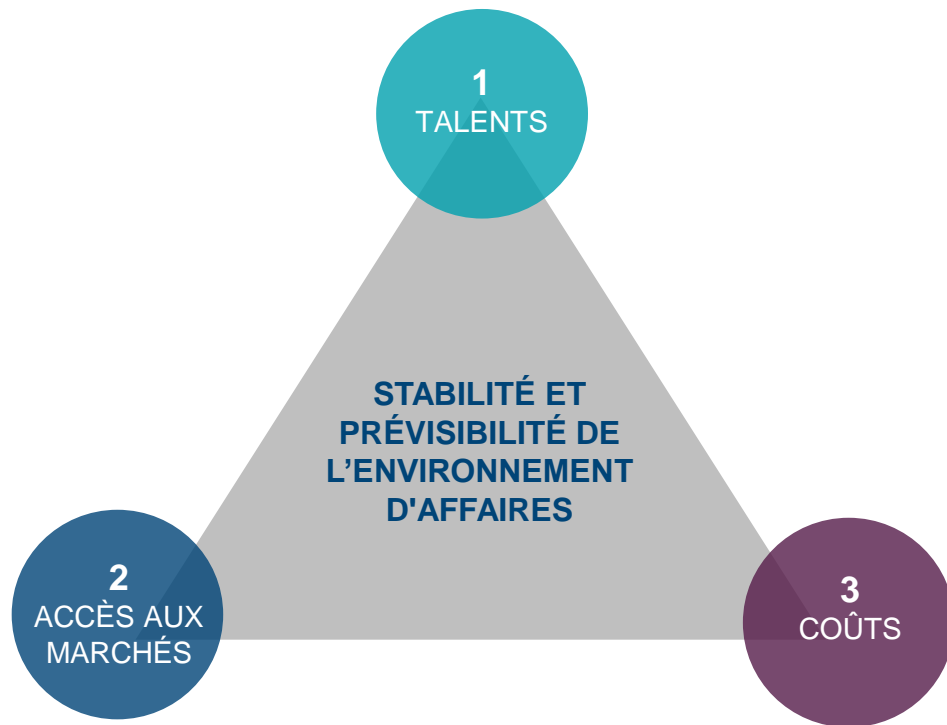 1
TALENTS
STABILITÉ ET
PRÉVISIBILITÉ DE
L’ENVIRONNEMENT
D'AFFAIRES
2
ACCÈS AUX
MARCHÉS
3
COÛTS